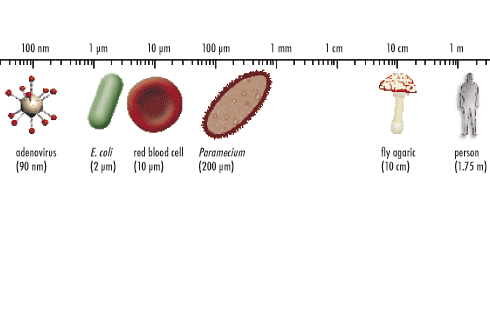 100 nm 1 µm 10 µm 100 µm 1 mm 1 cm 10 cm 1 m
adenovirus E. coli red blood cell Paramecium fly agaric person
(90 nm) (2 µm) (10 µm) (200 µm) (10 cm) (1.75 m)